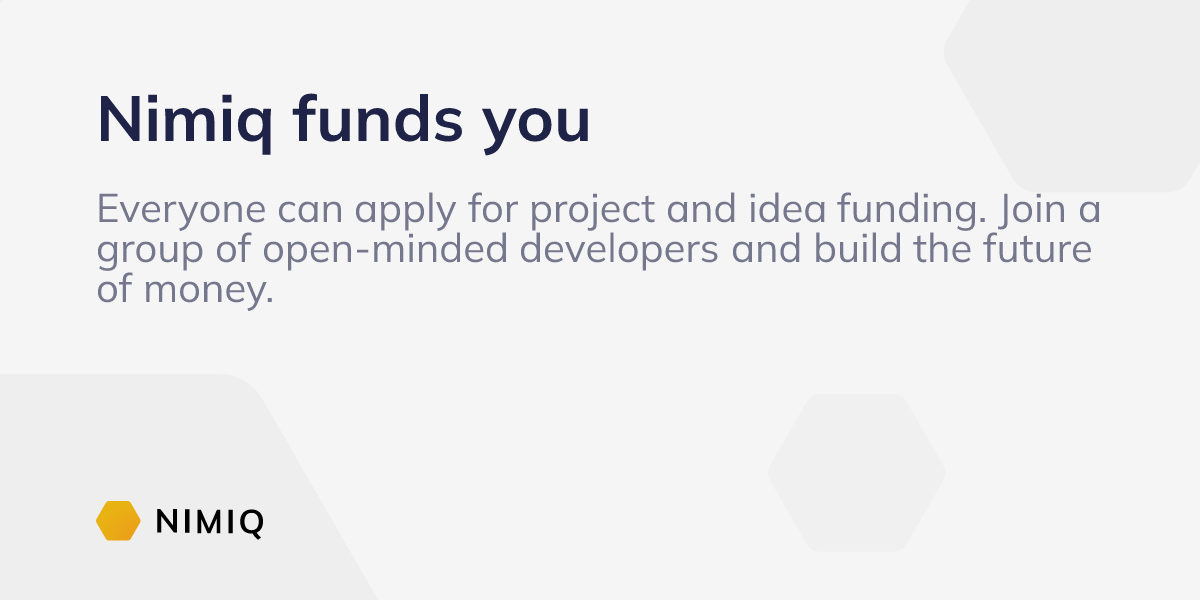 Nimiq funds you
Everyone can apply for project and idea funding. Join a
group of open-minded developers and build the future
of money.
NIMIQ